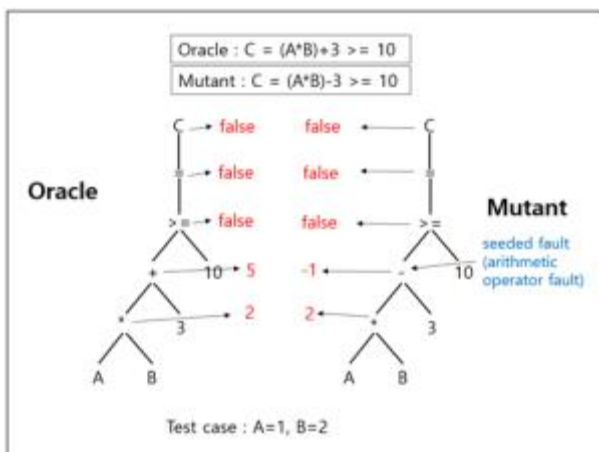 Oracle : C = (A*B)+3 >= 10
Mutant : C = (A*B)-3 >= 10
C false false C
= false false =
Oracle
>= false false >=
Mutant
seeded fault
(arithmetic
operator fault)
+ 10 5 -1 - 10
* 3 2 2 * 3
A B A B
Test case : A=1, B=2